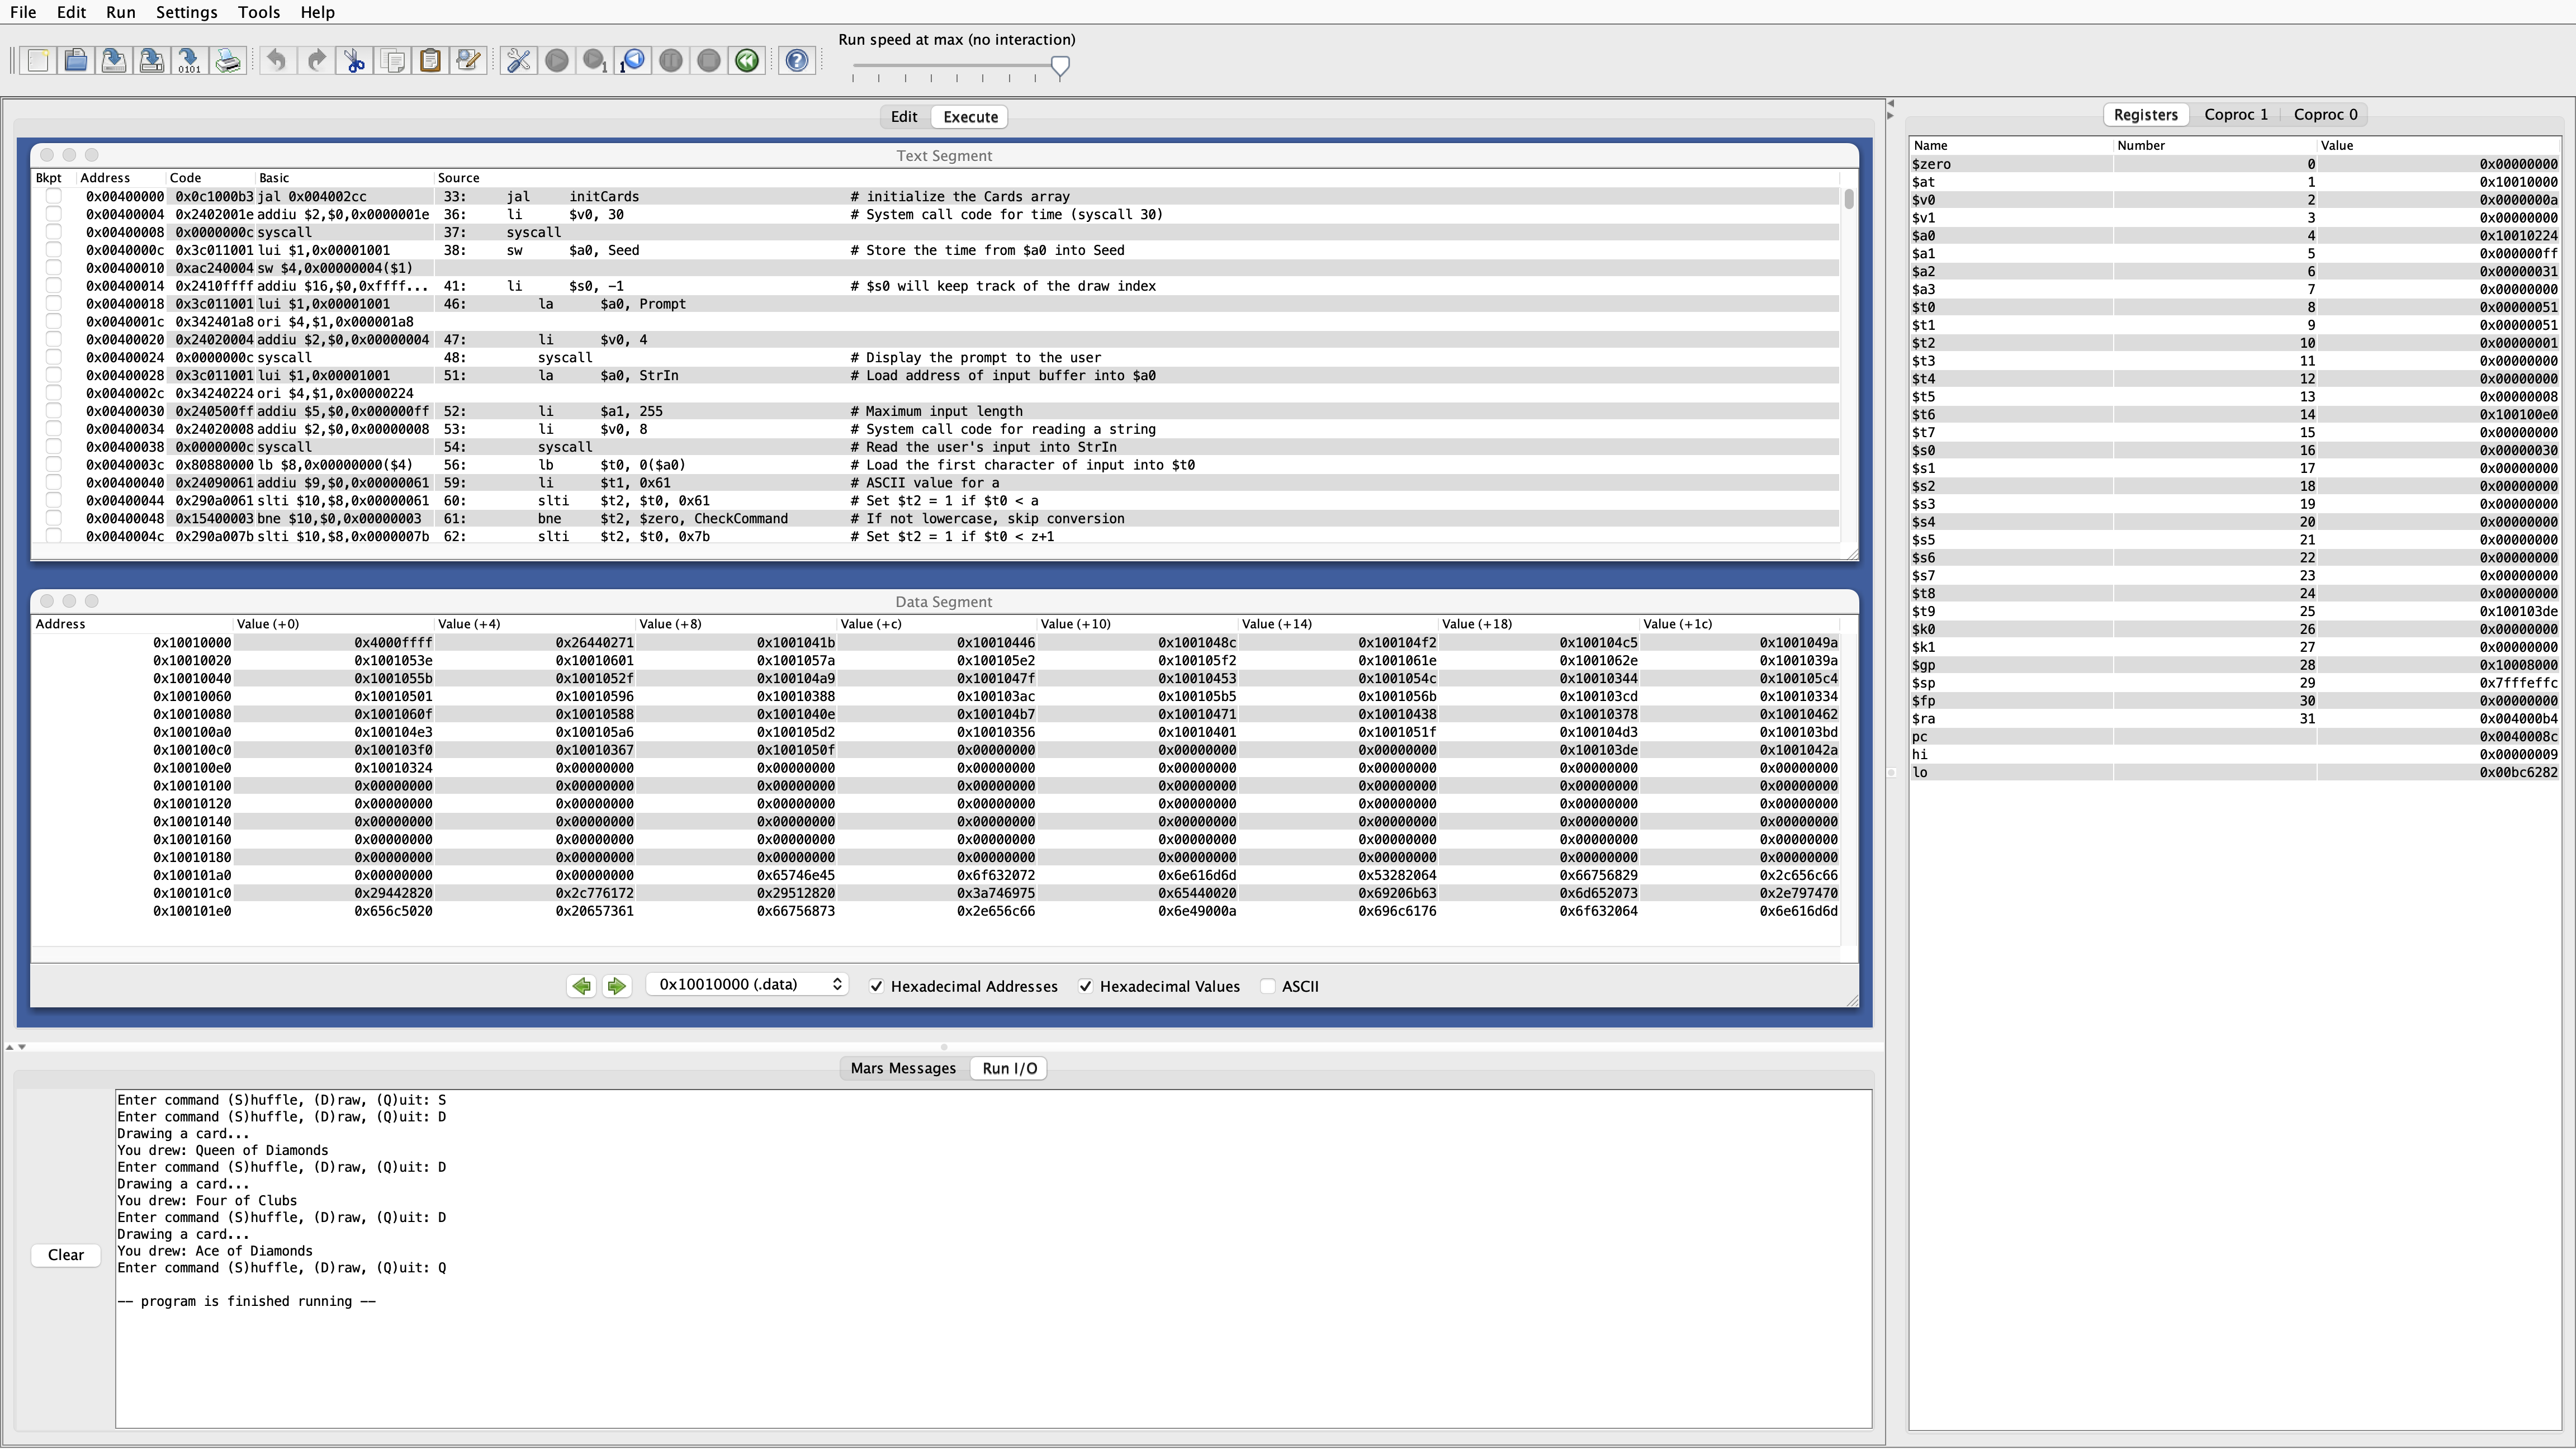 File Edit Run Settings Tools Help
Run speed at max (no interaction)
Edit Execute
Text Segment
Bkpt Address Code Basic Source
0x00400000 0x0c1000b3 jal 0x004002cc 33: jal initCards # initialize the Cards array
0x00400004 0x2402001e addiu $2,$0,0x0000001e 36: li $v0, 30 # System call code for time (syscall 30)
0x00400008 0x0000000c syscall 37: syscall
0x0040000c 0x3c011001 lui $1,0x00001001 38: sw $a0, Seed # Store the time from $a0 into Seed
0x00400010 0xac240004 sw $4,0x00000004($1)
0x00400014 0x2410ffff addiu $16,$0,0xffff... 41: li $s0, -1 # $s0 will keep track of the draw index
0x00400018 0x3c011001 lui $1,0x00001001 46: la $a0, Prompt
0x0040001c 0x342401a8 ori $4,$1,0x000001a8
0x00400020 0x24020004 addiu $2,$0,0x00000004 47: li $v0, 4
0x00400024 0x0000000c syscall 48: syscall # Display the prompt to the user
0x00400028 0x3c011001 lui $1,0x00001001 51: la $a0, StrIn # Load address of input buffer into $a0
0x0040002c 0x34240224 ori $4,$1,0x00000224
0x00400030 0x240500ff addiu $5,$0,0x000000ff 52: li $a1, 255 # Maximum input length
0x00400034 0x24020008 addiu $2,$0,0x00000008 53: li $v0, 8 # System call code for reading a string
0x00400038 0x0000000c syscall 54: syscall # Read the user's input into StrIn
0x0040003c 0x80880000 lb $8,0x00000000($4) 56: lb $t0, 0($a0) # Load the first character of input into $t0
0x00400040 0x24090061 addiu $9,$0,0x00000061 59: li $t1, 0x61 # ASCII value for a
0x00400044 0x290a0061 slti $10,$8,0x00000061 60: slti $t2, $t0, 0x61 # Set $t2 = 1 if $t0 < a
0x00400048 0x15400003 bne $10,$0,0x00000003 61: bne $t2, $zero, CheckCommand # If not lowercase, skip conversion
0x0040004c 0x290a007b slti $10,$8,0x0000007b 62: slti $t2, $t0, 0x7b # Set $t2 = 1 if $t0 < z+1
Data Segment
Address Value (+0) Value (+4) Value (+8) Value (+c) Value (+10) Value (+14) Value (+18) Value (+1c)
0x10010000 0x4000ffff 0x26440271 0x1001041b 0x10010446 0x1001048c 0x100104f2 0x100104c5 0x1001049a
0x10010020 0x1001053e 0x10010601 0x1001057a 0x100105e2 0x100105f2 0x1001061e 0x1001062e 0x1001039a
0x10010040 0x1001055b 0x1001052f 0x100104a9 0x1001047f 0x10010453 0x1001054c 0x10010344 0x100105c4
0x10010060 0x10010501 0x10010596 0x10010388 0x100103ac 0x100105b5 0x1001056b 0x100103cd 0x10010334
0x10010080 0x1001060f 0x10010588 0x1001040e 0x100104b7 0x10010471 0x10010438 0x10010378 0x10010462
0x100100a0 0x100104e3 0x100105a6 0x100105d2 0x10010356 0x10010401 0x1001051f 0x100104d3 0x100103bd
0x100100c0 0x100103f0 0x10010367 0x1001050f 0x00000000 0x00000000 0x00000000 0x100103de 0x1001042a
0x100100e0 0x10010324 0x00000000 0x00000000 0x00000000 0x00000000 0x00000000 0x00000000 0x00000000
0x10010100 0x00000000 0x00000000 0x00000000 0x00000000 0x00000000 0x00000000 0x00000000 0x00000000
0x10010120 0x00000000 0x00000000 0x00000000 0x00000000 0x00000000 0x00000000 0x00000000 0x00000000
0x10010140 0x00000000 0x00000000 0x00000000 0x00000000 0x00000000 0x00000000 0x00000000 0x00000000
0x10010160 0x00000000 0x00000000 0x00000000 0x00000000 0x00000000 0x00000000 0x00000000 0x00000000
0x10010180 0x00000000 0x00000000 0x00000000 0x00000000 0x00000000 0x00000000 0x00000000 0x00000000
0x100101a0 0x00000000 0x00000000 0x65746e45 0x6f632072 0x6e616d6d 0x53282064 0x66756829 0x2c656c66
0x100101c0 0x29442820 0x2c776172 0x29512820 0x3a746975 0x65440020 0x69206b63 0x6d652073 0x2e797470
0x100101e0 0x656c5020 0x20657361 0x66756873 0x2e656c66 0x6e49000a 0x696c6176 0x6f632064 0x6e616d6d
0x10010000 (.data) Hexadecimal Addresses Hexadecimal Values ASCII
Mars Messages Run I/O
Clear
Enter command (S)huffle, (D)raw, (Q)uit: S
Enter command (S)huffle, (D)raw, (Q)uit: D
Drawing a card...
You drew: Queen of Diamonds
Enter command (S)huffle, (D)raw, (Q)uit: D
Drawing a card...
You drew: Four of Clubs
Enter command (S)huffle, (D)raw, (Q)uit: D
Drawing a card...
You drew: Ace of Diamonds
Enter command (S)huffle, (D)raw, (Q)uit: Q
-- program is finished running --
Registers Coproc 1 Coproc 0
Name Number Value
$zero 0 0x00000000
$at 1 0x10010000
$v0 2 0x0000000a
$v1 3 0x00000000
$a0 4 0x10010224
$a1 5 0x000000ff
$a2 6 0x00000031
$a3 7 0x00000000
$t0 8 0x00000051
$t1 9 0x00000051
$t2 10 0x00000001
$t3 11 0x00000000
$t4 12 0x00000000
$t5 13 0x00000008
$t6 14 0x100100e0
$t7 15 0x00000000
$s0 16 0x00000030
$s1 17 0x00000000
$s2 18 0x00000000
$s3 19 0x00000000
$s4 20 0x00000000
$s5 21 0x00000000
$s6 22 0x00000000
$s7 23 0x00000000
$t8 24 0x00000000
$t9 25 0x100103de
$k0 26 0x00000000
$k1 27 0x00000000
$gp 28 0x10008000
$sp 29 0x7fffeffc
$fp 30 0x00000000
$ra 31 0x004000b4
pc 0x0040008c
hi 0x00000009
lo 0x00bc6282